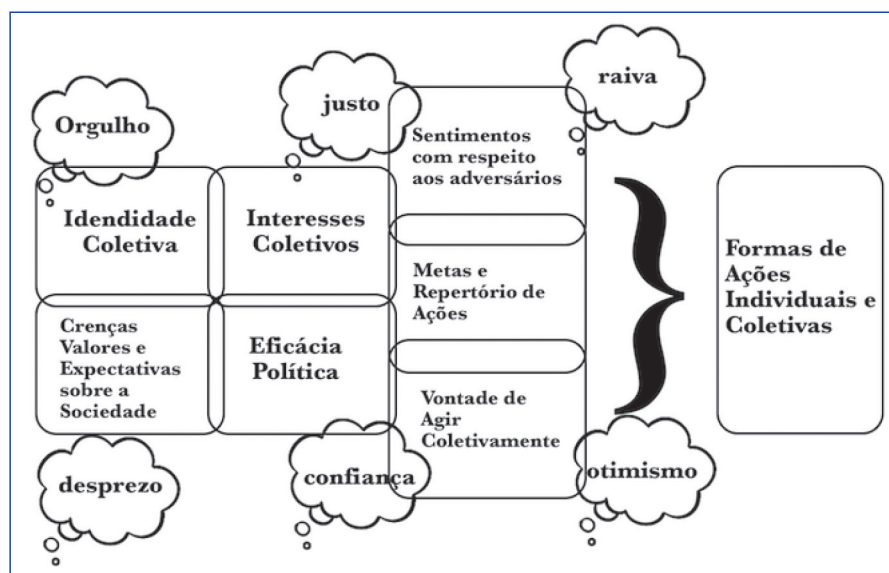 Orgulho
justo
raiva
Idendidade
Coletiva
Interesses
Coletivos
Sentimentos
com respeito
aos adversários
Crenças
Valores e
Expectativas
sobre a
Sociedade
Eficácia
Política
Metas e
Repertório de
Ações
Vontade de
Agir
Coletivamente
Formas de
Ações
Individuais e
Coletivas
desprezo
confiança
otimismo